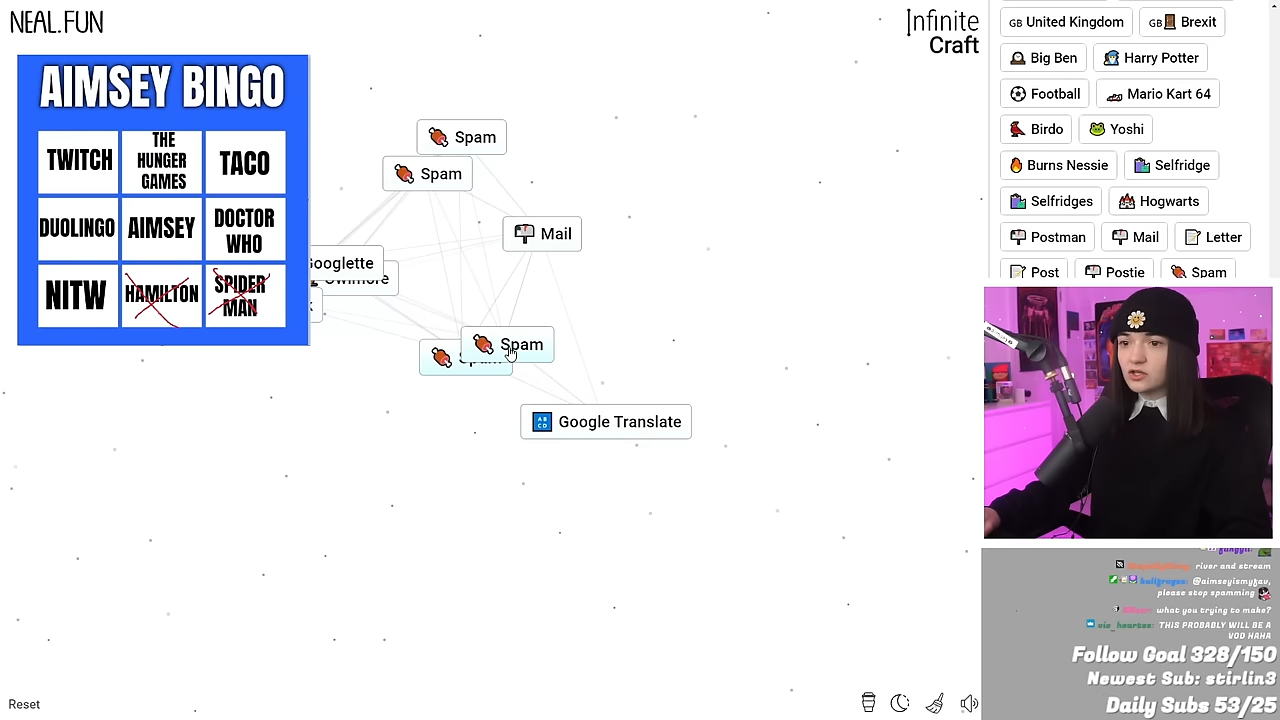 NEAL.FUN
Infinite
Craft
AIMSEY BINGO
TWITCH
THE
HUNGER
GAMES
TACO
DUOLINGO
AIMSEY
DOCTOR
WHO
NITW
HAMILTON
SPIDER
MAN
Spam
Spam
Mail
Spam
Google Translate
GB United Kingdom
GB Brexit
Big Ben
Harry Potter
Football
Mario Kart 64
Birdo
Yoshi
Burns Nessie
Selfridge
Selfridges
Hogwarts
Postman
Mail
Letter
Post
Postie
Spam
river and stream
@aimseyismyfav,
please stop spamming
what you trying to make?
THIS PROBABLY WILL BE A
VOD HAHA
Follow Goal 328/150
Newest Sub: stirlin3
Daily Subs 53/25
Reset